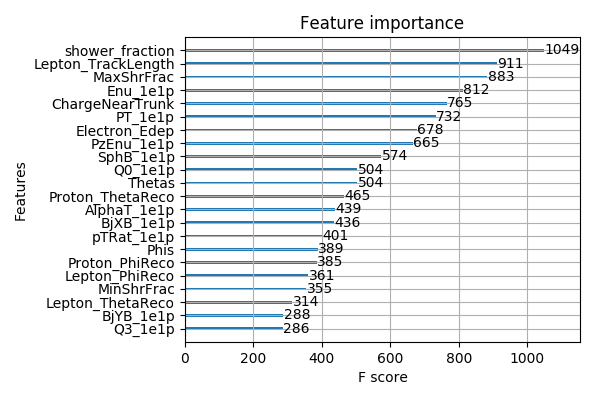 Feature importance
Features
shower_fraction 1049
Lepton_TrackLength 911
MaxShrFrac 883
Enu_1e1p 812
ChargeNearTrunk 765
PT_1e1p 732
Electron_Edep 678
PzEnu_1e1p 665
SphB_1e1p 574
Q0_1e1p 504
Thetas 504
Proton_ThetaReco 465
AlphaT_1e1p 439
BjXB_1e1p 436
pTRat_1e1p 401
Phis 389
Proton_PhiReco 385
Lepton_PhiReco 361
MinShrFrac 355
Lepton_ThetaReco 314
BjYB_1e1p 288
Q3_1e1p 286
0 200 400 600 800 1000
F score